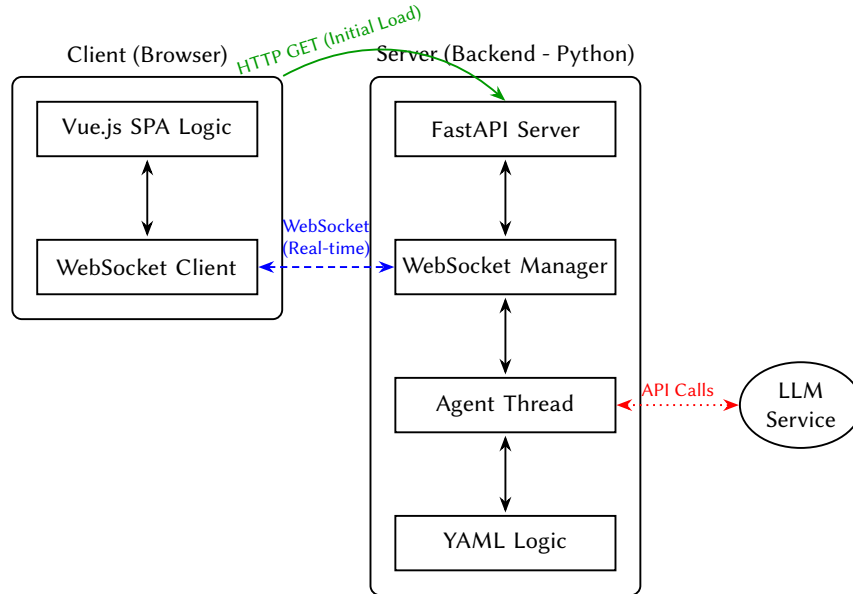 Client (Browser)
HTTP GET (Initial Load)
Server (Backend - Python)
Vue.js SPA Logic
FastAPI Server
WebSocket
(Real-time)
WebSocket Client
WebSocket Manager
Agent Thread
API Calls
LLM
Service
YAML Logic